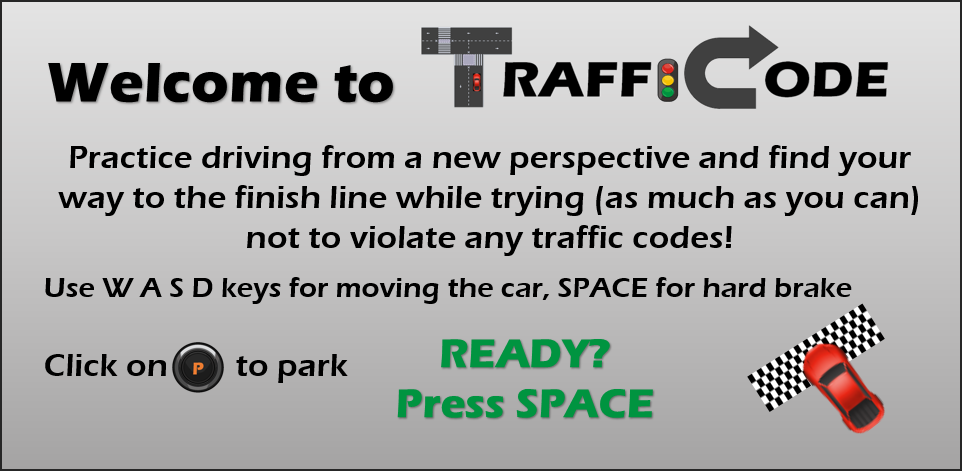 Welcome to TRAFFICODE
Practice driving from a new perspective and find your
way to the finish line while trying (as much as you can)
not to violate any traffic codes!
Use W A S D keys for moving the car, SPACE for hard brake
Click on P to park
READY?
Press SPACE